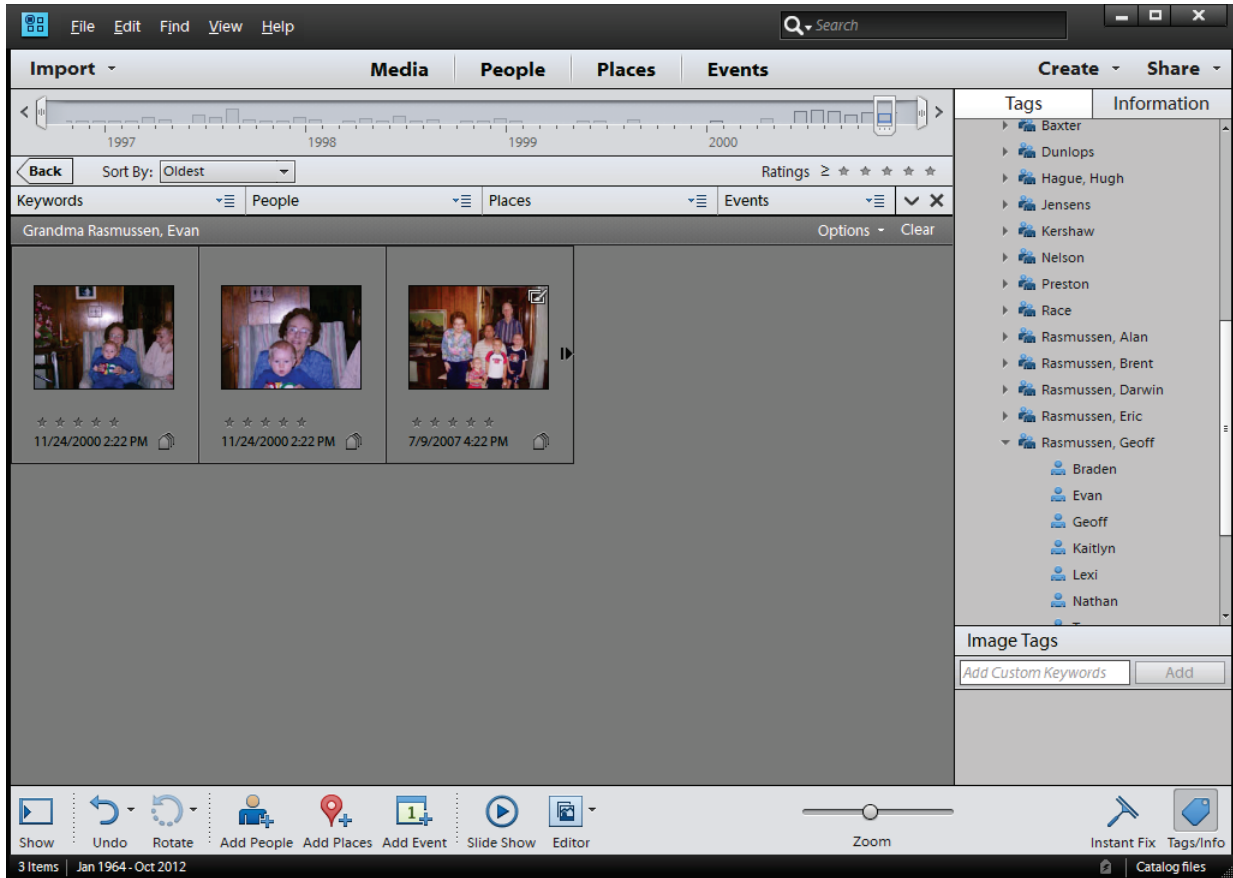 File Edit Find View Help Search
Import Media People Places Events Create Share
Tags Information
1997 1998 1999 2000
Back Sort By: Oldest Ratings ≥
Keywords People Places Events
Grandma Rasmussen, Evan Options Clear
11/24/2000 2:22 PM 11/24/2000 2:22 PM 7/9/2007 4:22 PM
Baxter
Dunlops
Hague, Hugh
Jensens
Kershaw
Nelson
Preston
Race
Rasmussen, Alan
Rasmussen, Brent
Rasmussen, Darwin
Rasmussen, Eric
Rasmussen, Geoff
Braden
Evan
Geoff
Kaitlyn
Lexi
Nathan
Image Tags
Add Custom Keywords Add
Show Undo Rotate Add People Add Places Add Event Slide Show Editor Zoom Instant Fix Tags/Info
3 Items Jan 1964 - Oct 2012 Catalog files